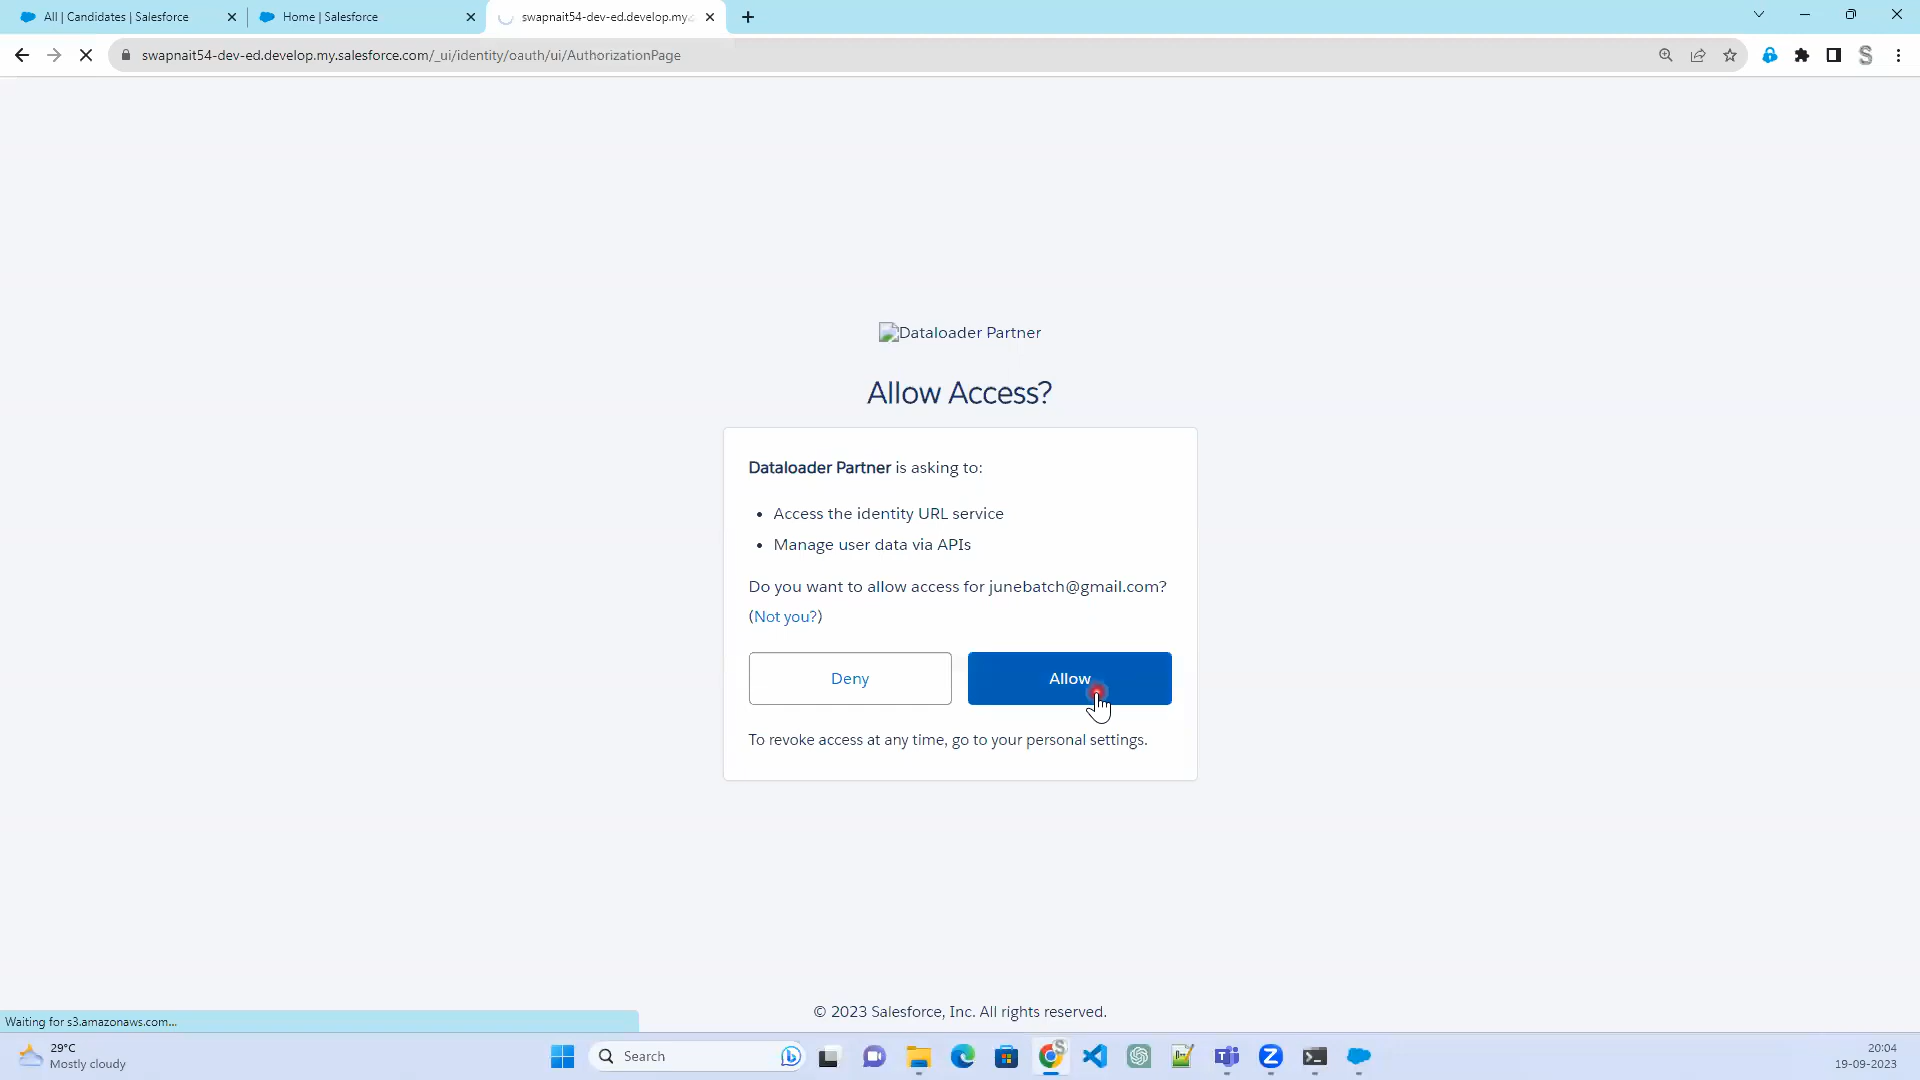 All | Candidates | Salesforce
Home | Salesforce
swapnait54-dev-ed.develop.my
swapnait54-dev-ed.develop.my.salesforce.com/_ui/identity/oauth/ui/AuthorizationPage
Dataloader Partner
Allow Access?
Dataloader Partner is asking to:
• Access the identity URL service
• Manage user data via APIs
Do you want to allow access for junebatch@gmail.com?
(Not you?)
Deny
Allow
To revoke access at any time, go to your personal settings.
© 2023 Salesforce, Inc. All rights reserved.
Waiting for s3.amazonaws.com...
29°C
Mostly cloudy
Search
20:04
19-09-2023